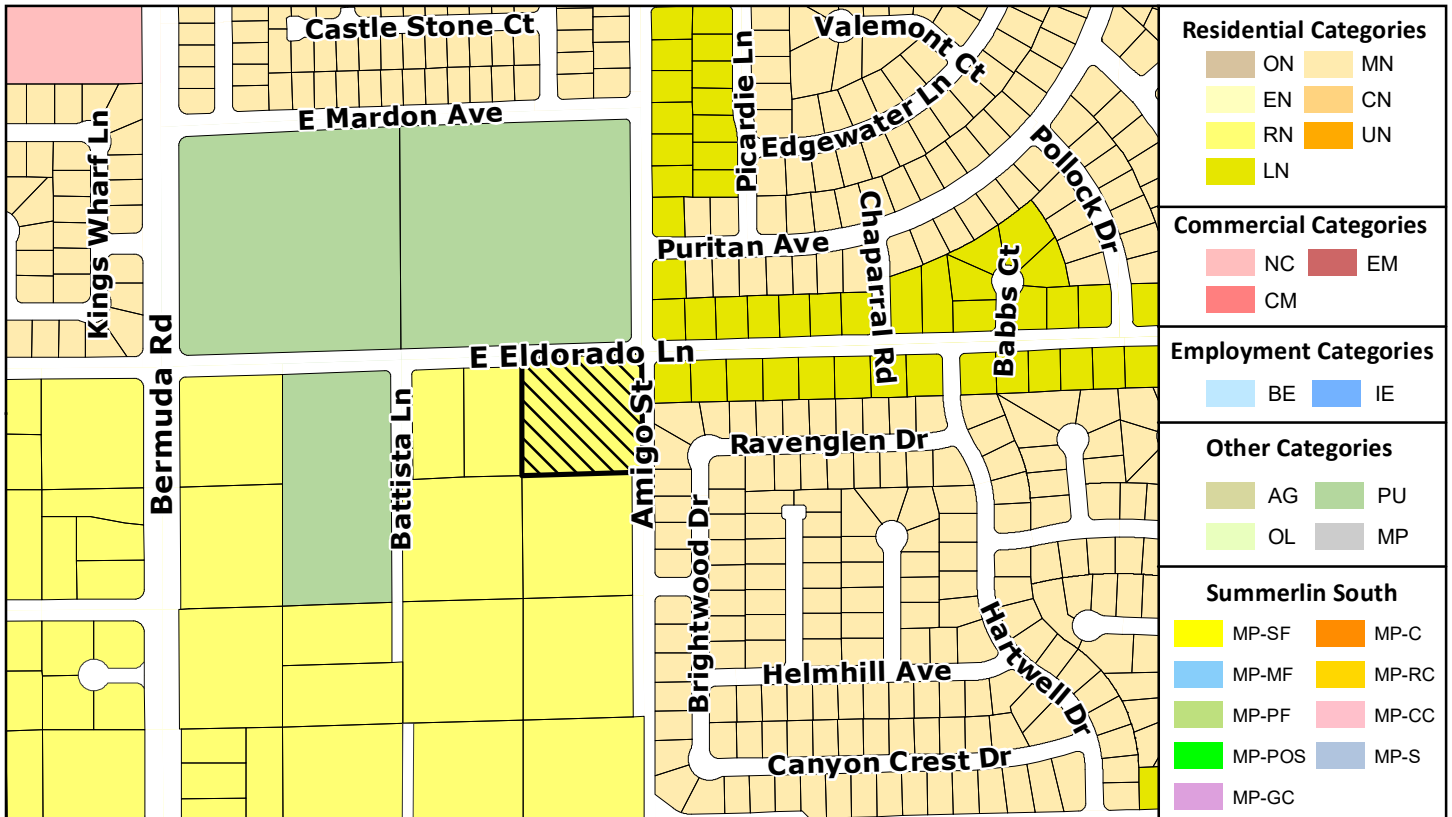 Castle Stone Ct
Valemont Ct
Picardie Ln
Edgewater Ln
E Mardon Ave
Kings Wharf Ln
Pollock Dr
Puritan Ave
Chaparral Rd
Babbs Ct
Bermuda Rd
E Eldorado Ln
Battista Ln
Amigo St
Ravenglen Dr
Brightwood Dr
Hartwell Dr
Helmhill Ave
Canyon Crest Dr
Residential Categories
ON MN
EN CN
RN UN
LN
Commercial Categories
NC EM
CM
Employment Categories
BE IE
Other Categories
AG PU
OL MP
Summerlin South
MP-SF MP-C
MP-MF MP-RC
MP-PF MP-CC
MP-POS MP-S
MP-GC